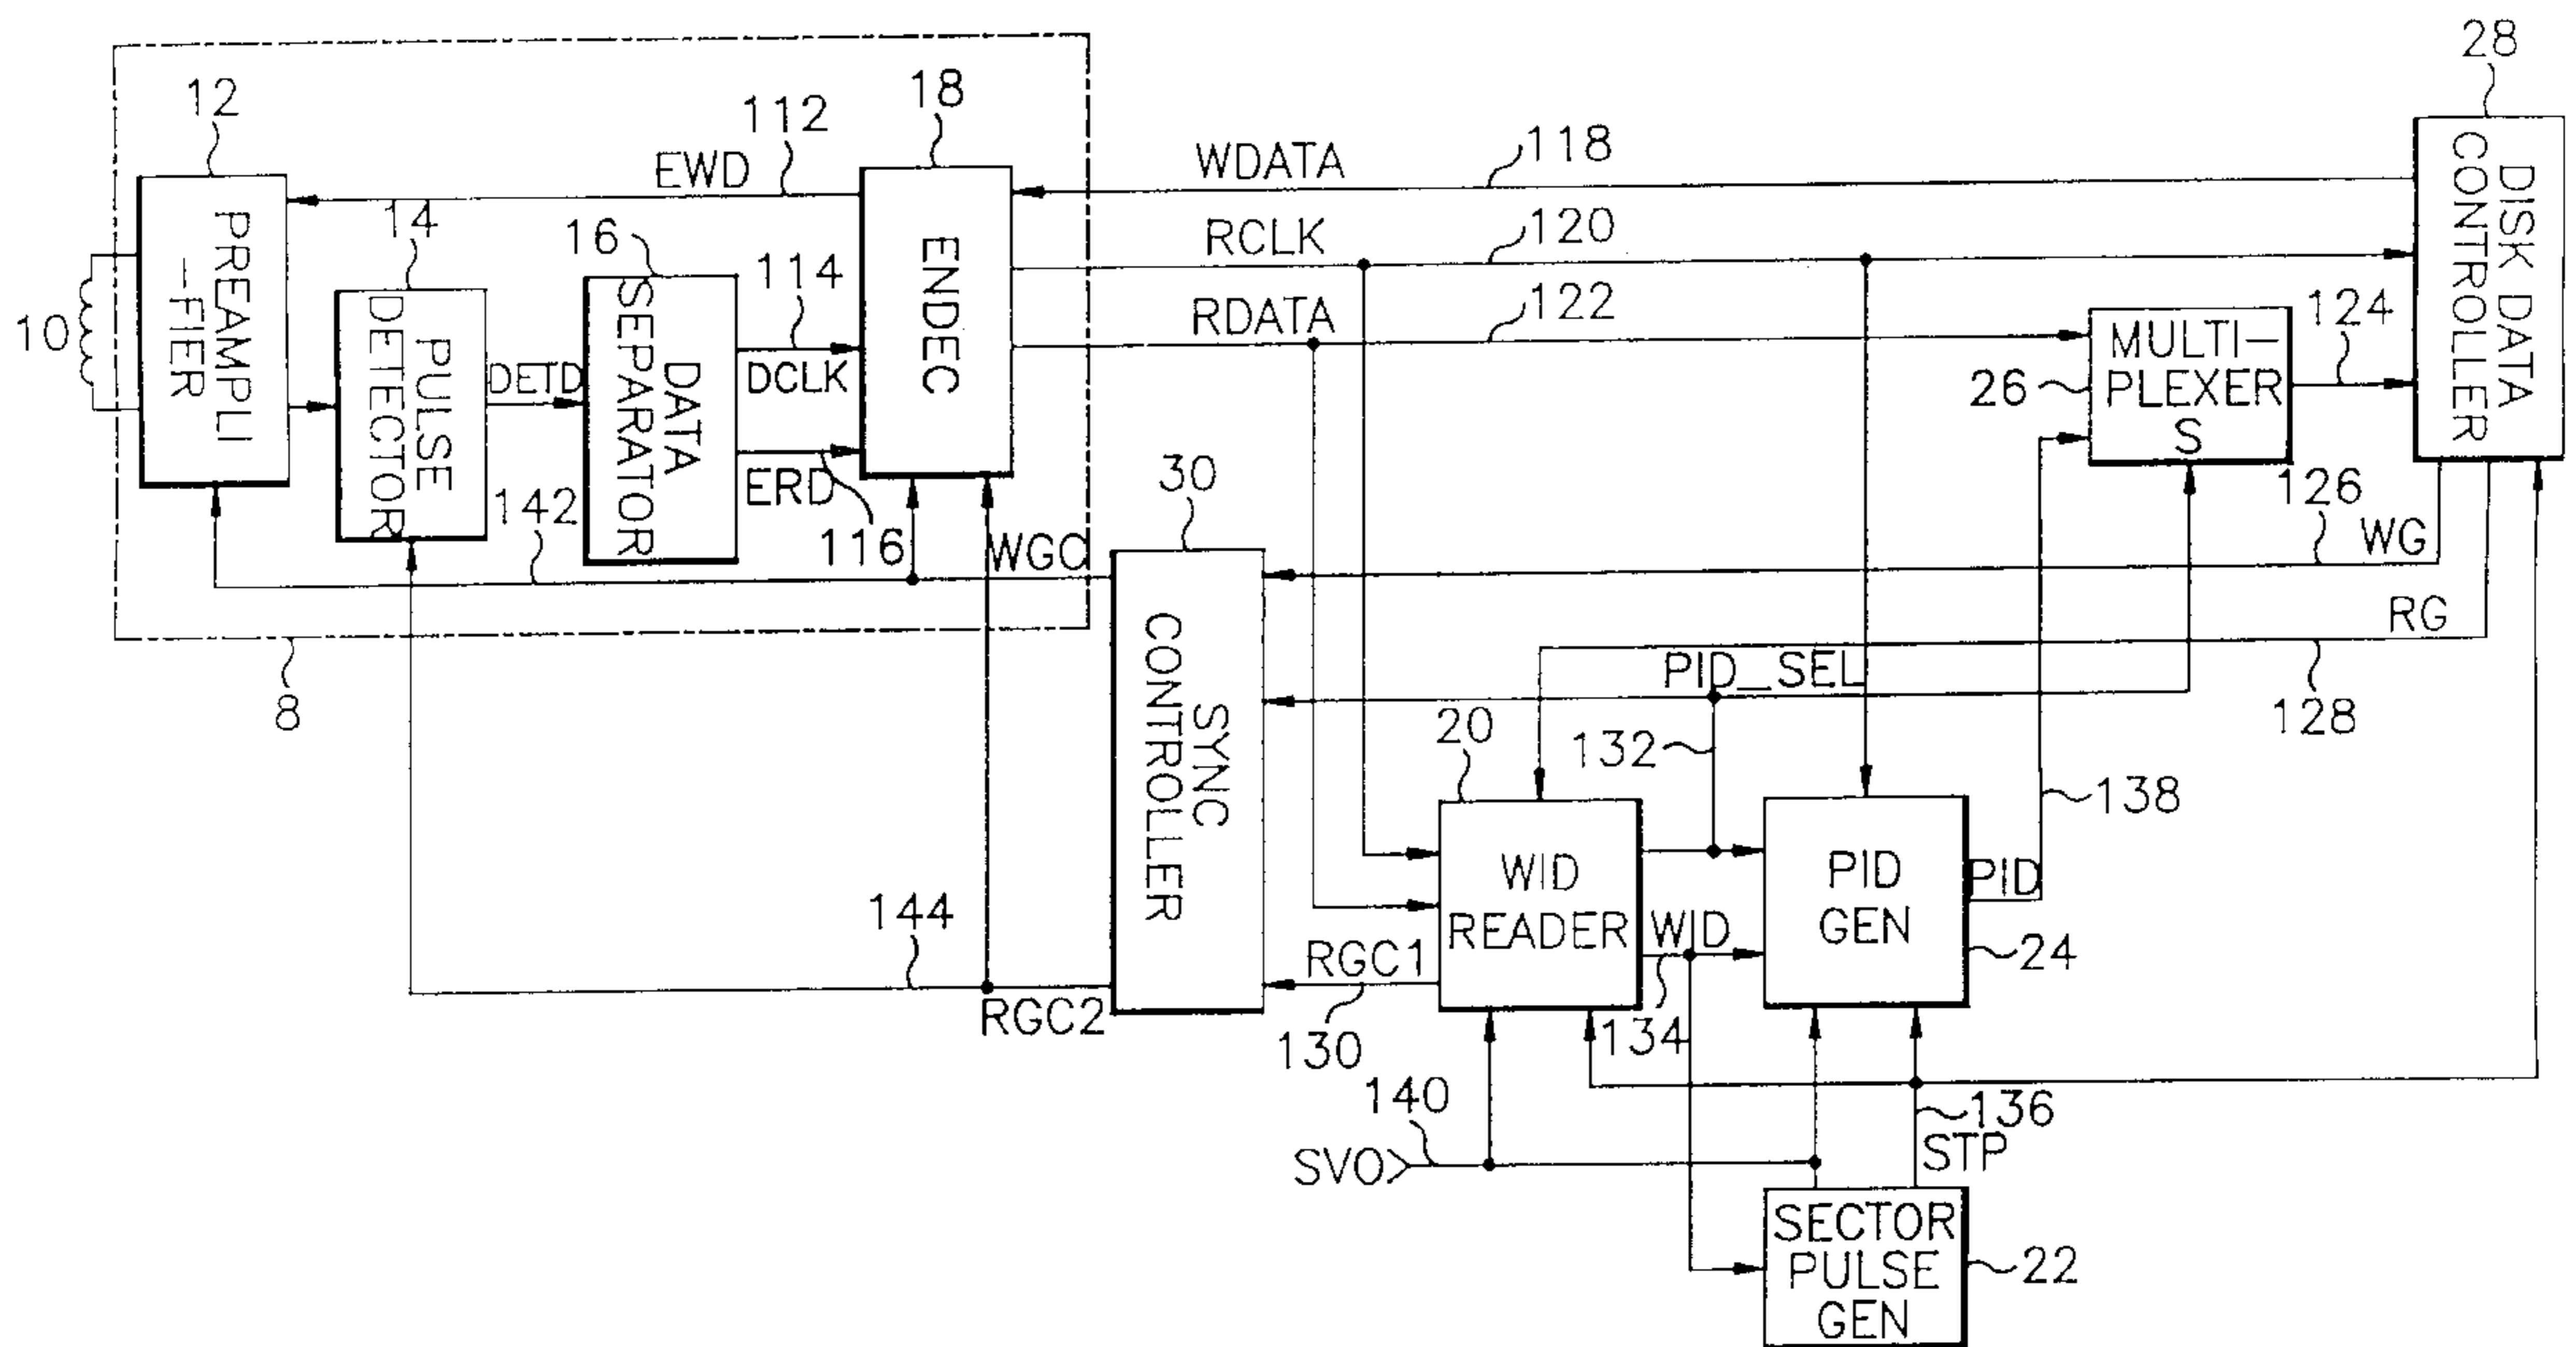 28
12
18
112
EWD
WDATA
118
DISK DATA
CONTROLLER
14
16
RCLK
120
PREAMPLI
-FIER
ENDEC
114
RDATA
122
10
PULSE
DETECTOR
DETD
DATA
SEPARATOR
DCLK
MULTI-
PLEXER
S
26
124
ERD
116
142
30
126
WGC
WG
RG
8
SYNC
CONTROLLER
PID_SEL
20
132
128
138
WID
READER
PID
GEN
PID
144
RGC1
WID
24
RGC2
130
134
140
136
STP
SVO
SECTOR
PULSE
GEN
22